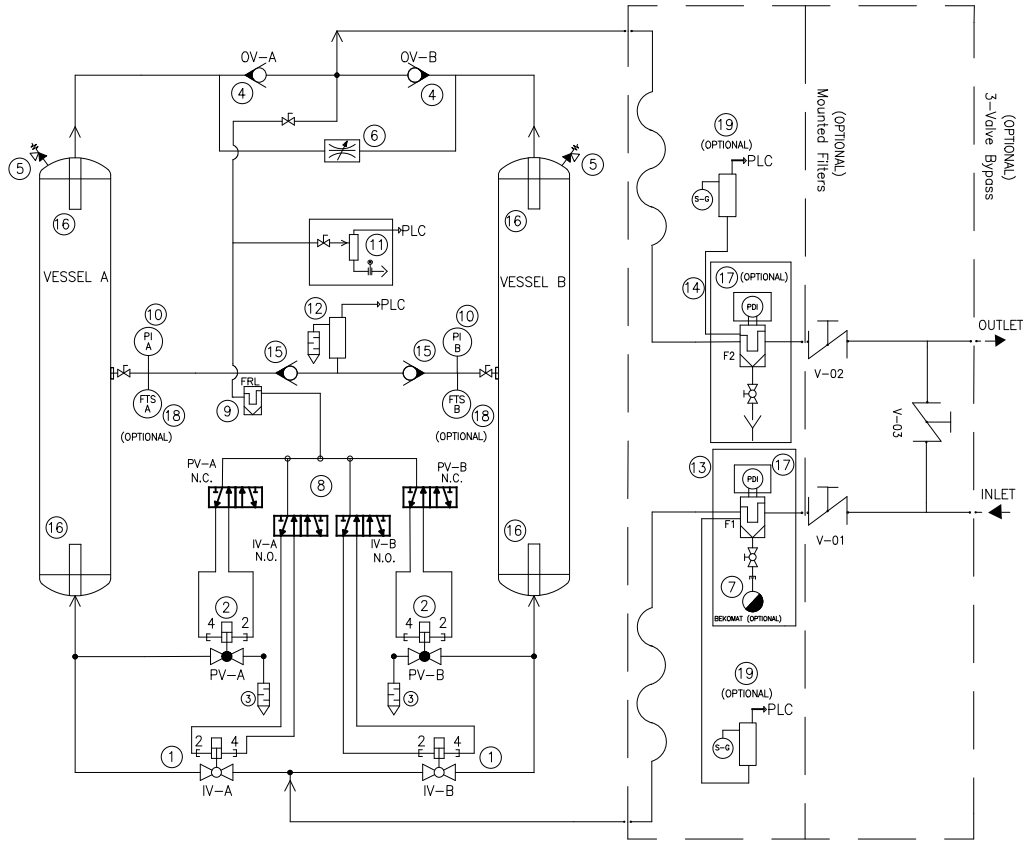 OV-A
OV-B
4
4
6
5
5
16
16
VESSEL A
VESSEL B
11
PLC
12
PLC
10
10
PI
A
PI
B
15
15
FTS
A
FTS
B
18
18
(OPTIONAL)
(OPTIONAL)
FRL
9
PV-A
N.C.
PV-B
N.C.
8
IV-A
N.O.
IV-B
N.O.
16
16
2
2
4
2
4
2
PV-A
PV-B
3
3
2
4
2
4
1
1
IV-A
IV-B
19
(OPTIONAL)
PLC
S-G
14
17
(OPTIONAL)
PDI
F2
V-02
OUTLET
V-03
INLET
13
17
PDI
F1
V-01
7
BEKOMAT (OPTIONAL)
19
(OPTIONAL)
PLC
S-G
(OPTIONAL)
Mounted Filters
(OPTIONAL)
3-Valve Bypass